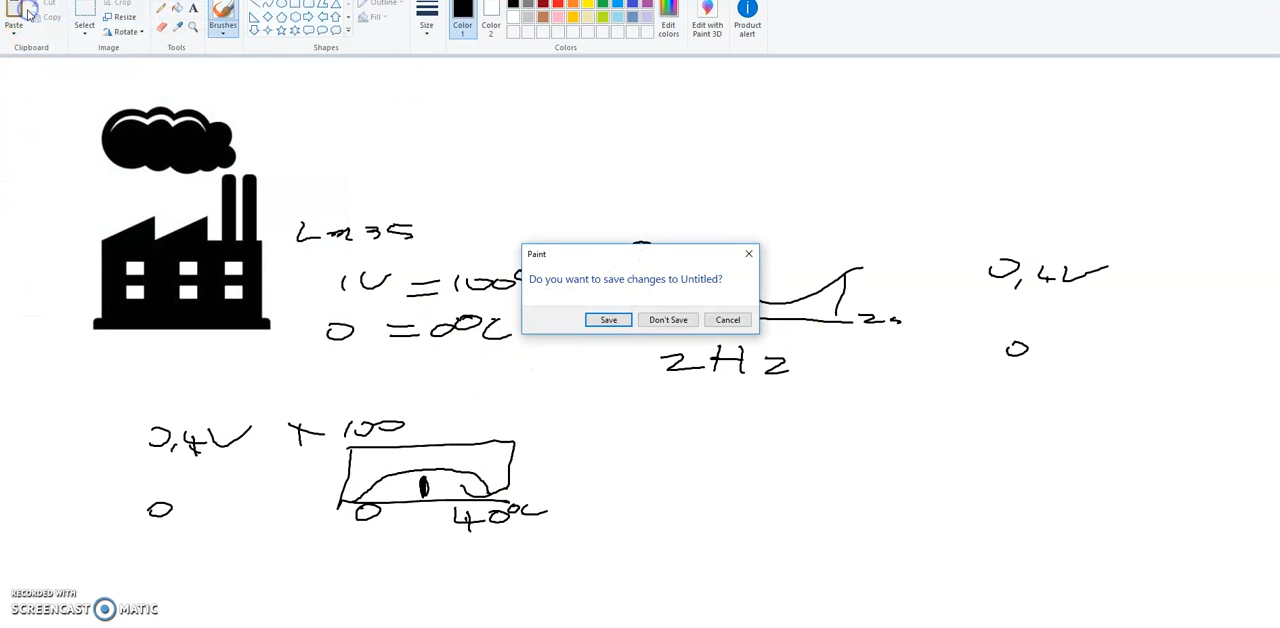 Paste
Cut
Copy
Clipboard
Select
Crop
Resize
Rotate
Image
Tools
Brushes
Shapes
Outline
Fill
Size
Color 1
Color 2
Edit colors
Colors
Edit with Paint 3D
Product alert
Lm35
1V = 100°
0 = 0°C
Paint
Do you want to save changes to Untitled?
Save
Don't Save
Cancel
2Hz
0,4V
0
0,4V × 100
0
0 40°C
RECORDED WITH
SCREENCAST MATIC